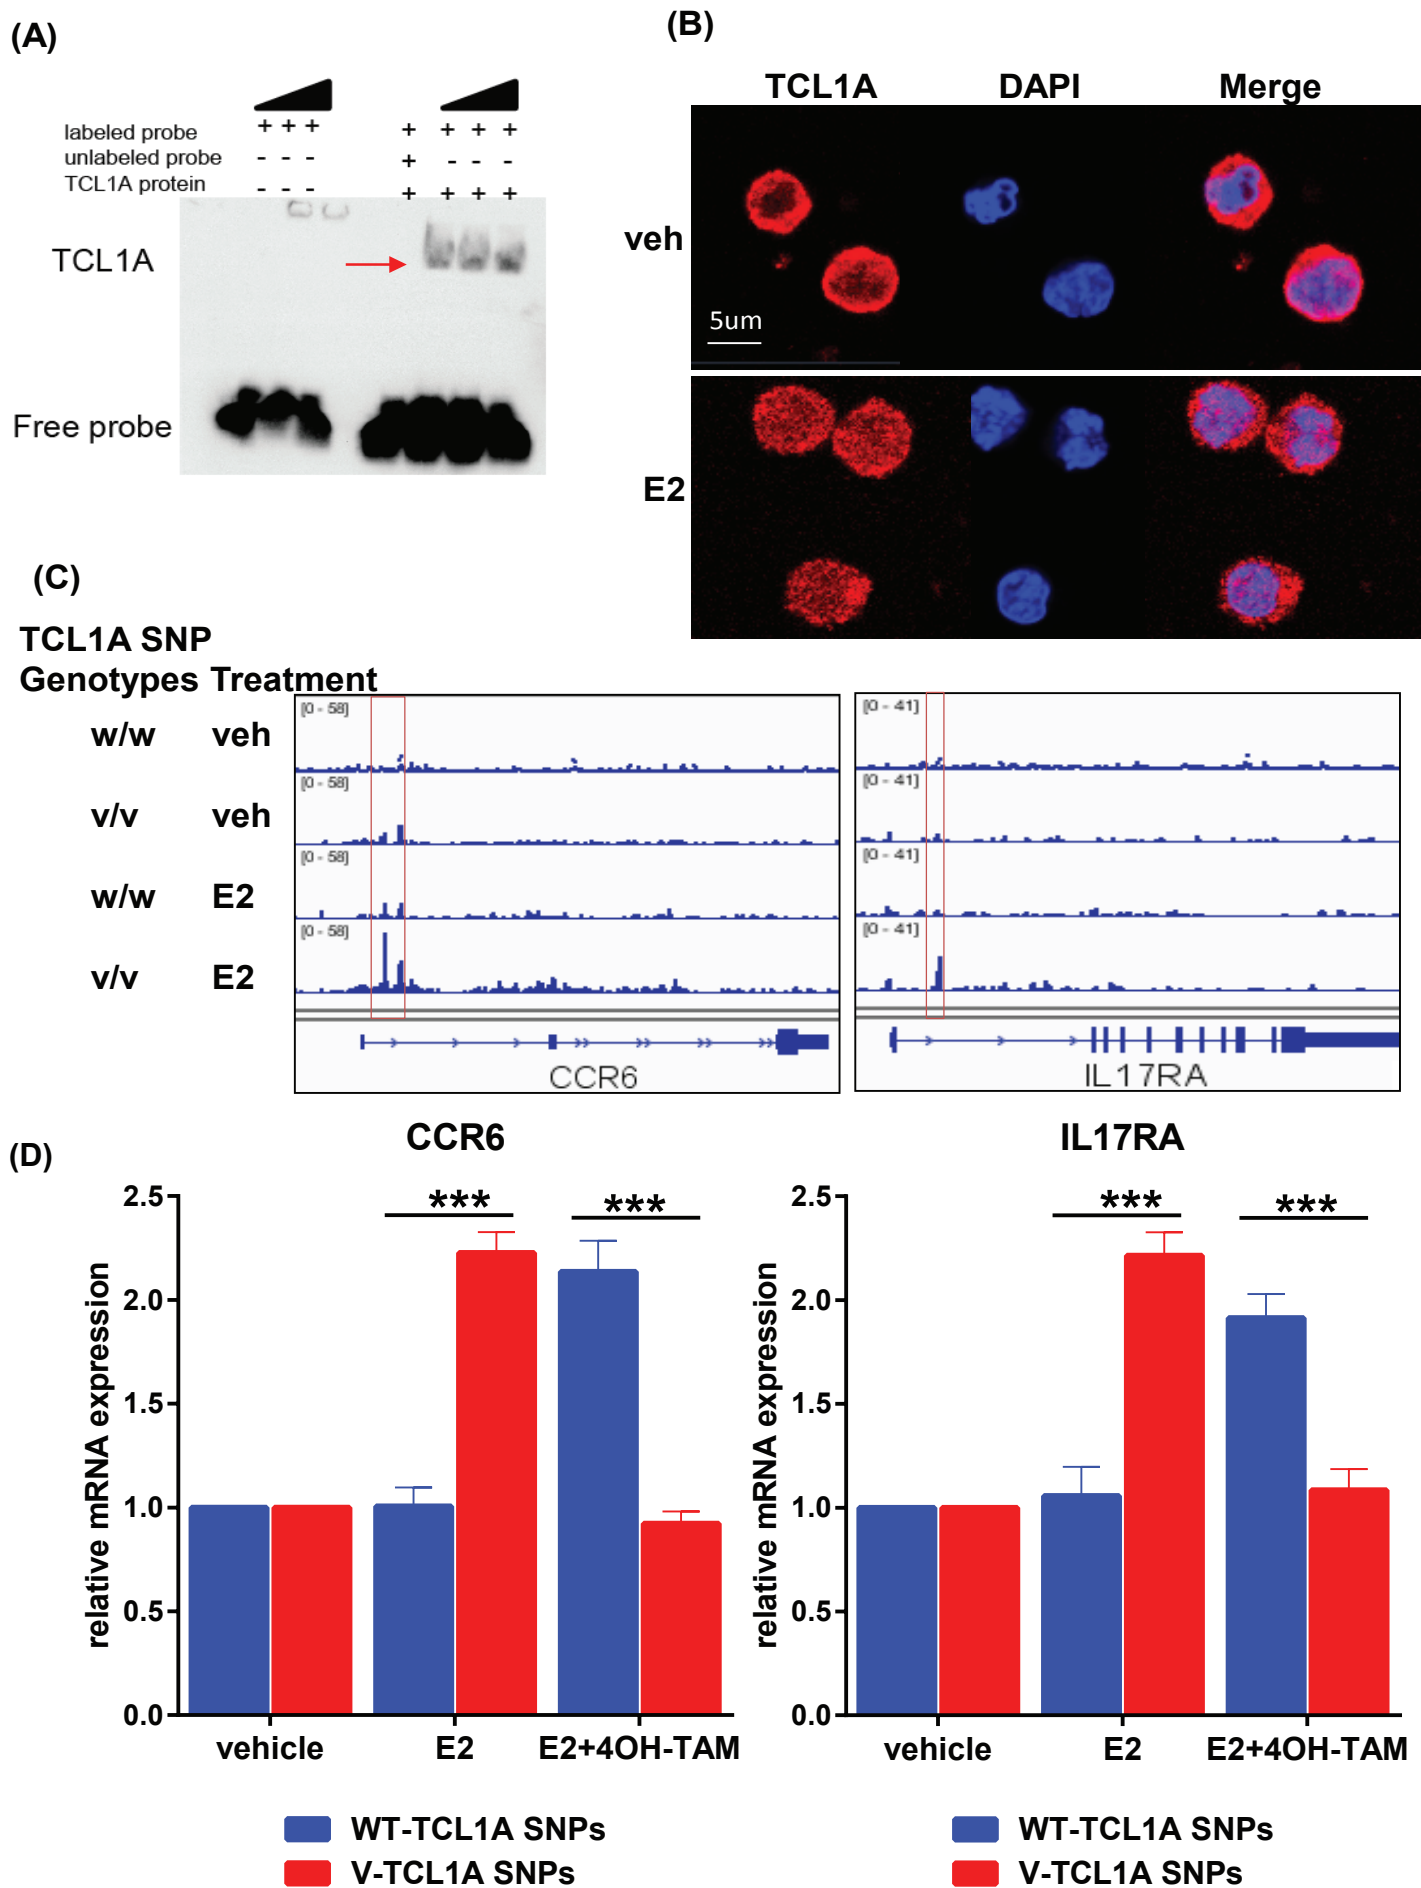 (A)
labeled probe + + + + + + +
unlabeled probe - - - + - - -
TCL1A protein - - - + + + +
TCL1A
Free probe
(B)
TCL1A DAPI Merge
veh
5um
E2
(C)
TCL1A SNP
Genotypes Treatment
w/w veh
v/v veh
w/w E2
v/v E2
[0 - 58]
[0 - 58]
[0 - 58]
[0 - 58]
CCR6
[0 - 41]
[0 - 41]
[0 - 41]
[0 - 41]
IL17RA
(D)
CCR6
relative mRNA expression
2.5
2.0
1.5
1.0
0.5
0.0
*** ***
vehicle E2 E2+4OH-TAM
WT-TCL1A SNPs
V-TCL1A SNPs
IL17RA
relative mRNA expression
2.5
2.0
1.5
1.0
0.5
0.0
*** ***
vehicle E2 E2+4OH-TAM
WT-TCL1A SNPs
V-TCL1A SNPs